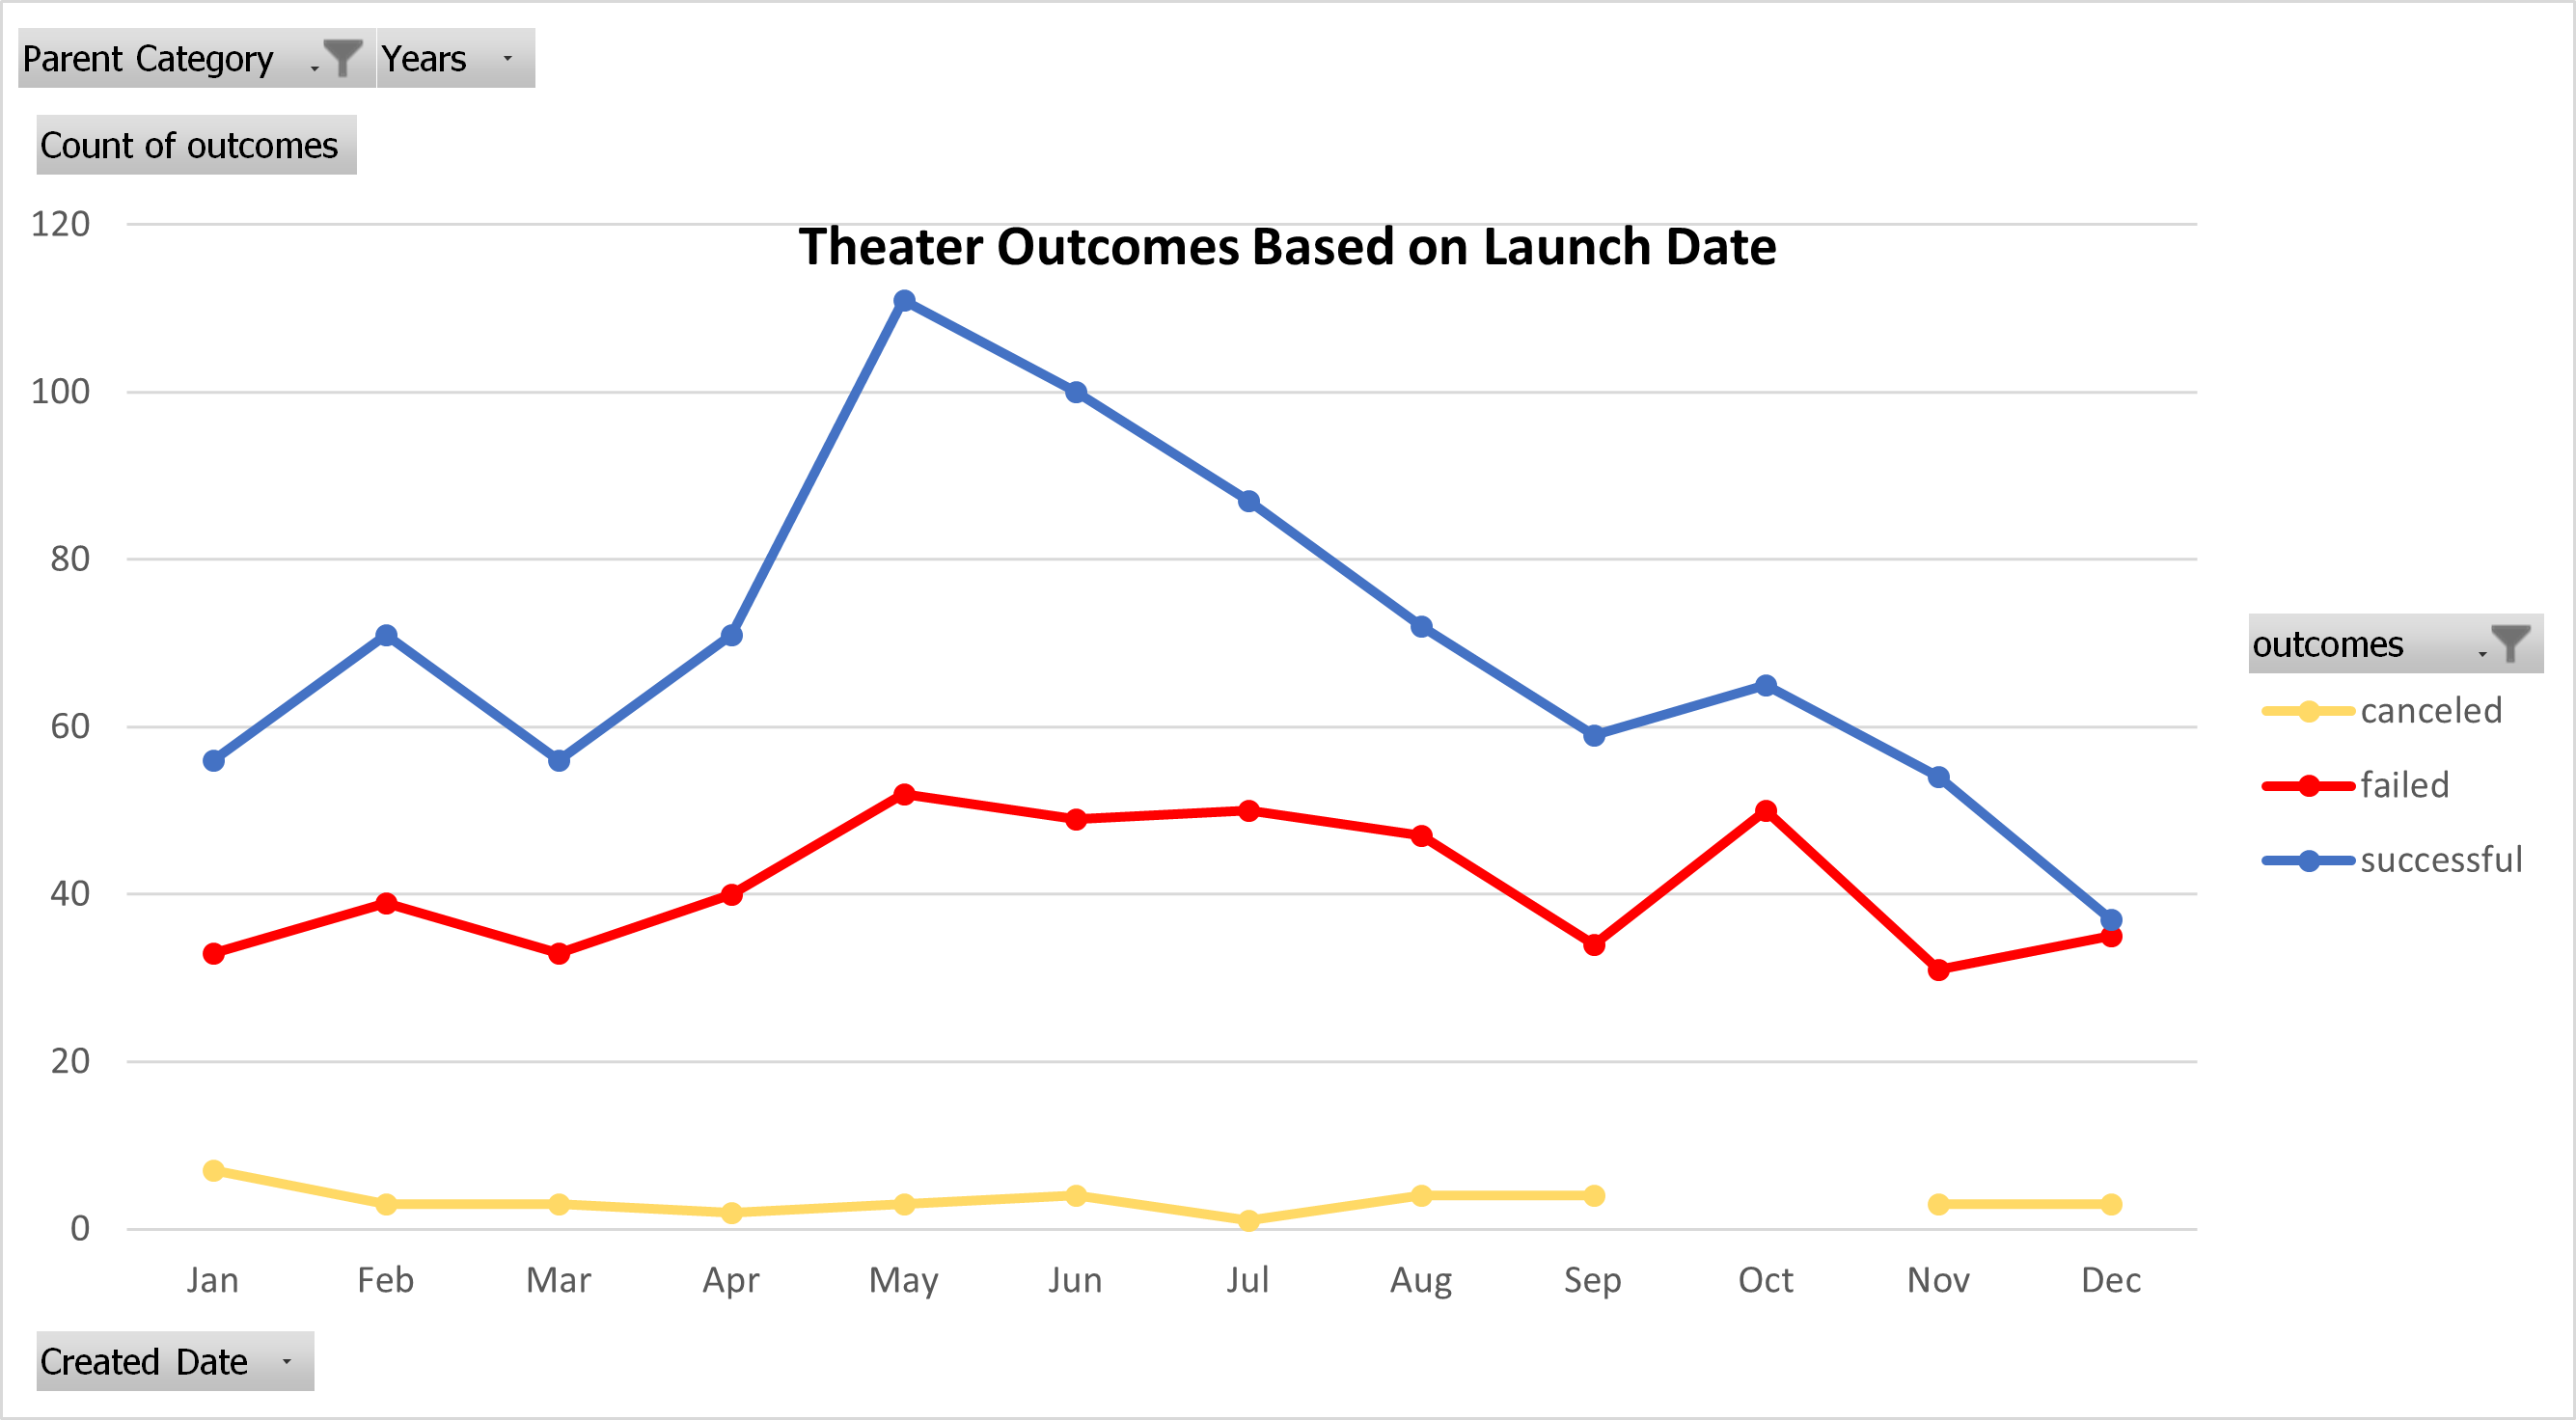 Parent Category Years
Count of outcomes
Theater Outcomes Based on Launch Date
120
100
80
60
40
20
0
Jan Feb Mar Apr May Jun Jul Aug Sep Oct Nov Dec
outcomes
canceled
failed
successful
Created Date